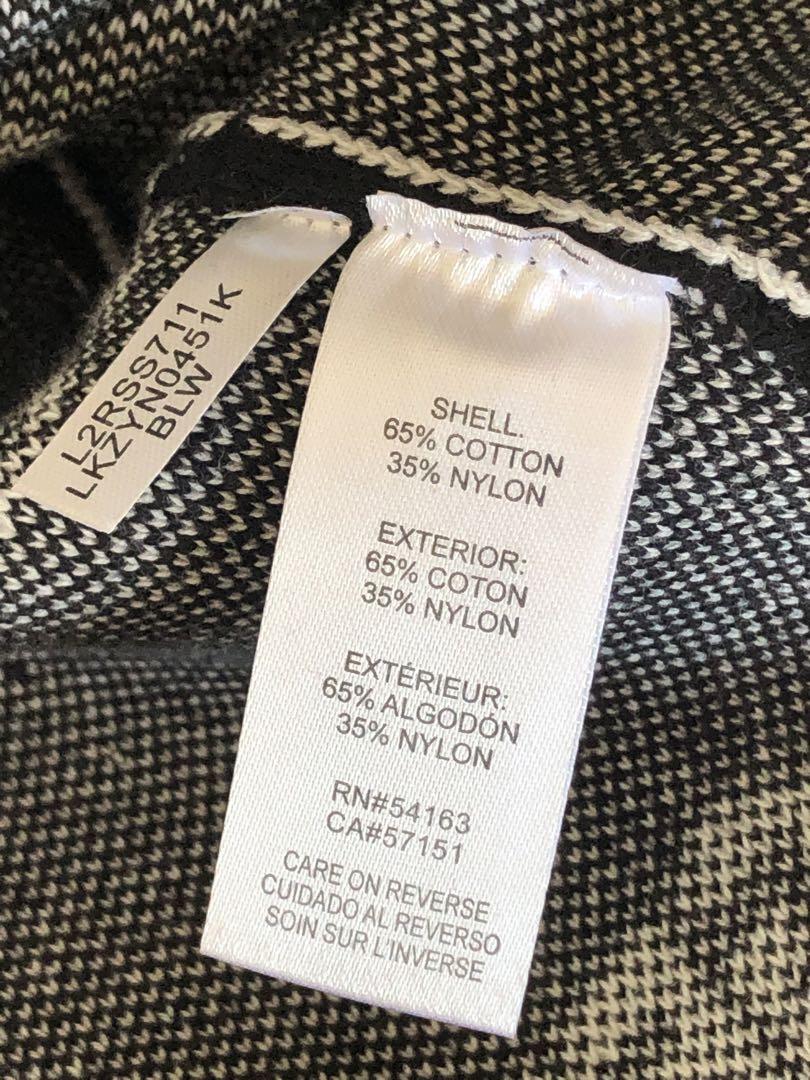 L2RSS711
LKZYN0451K
BLW
SHELL.
65% COTTON
35% NYLON
EXTERIOR:
65% COTON
35% NYLON
EXTÉRIEUR:
65% ALGODÓN
35% NYLON
RN#54163
CA#57151
CARE ON REVERSE
CUIDADO AL REVERSO
SOIN SUR L'INVERSE